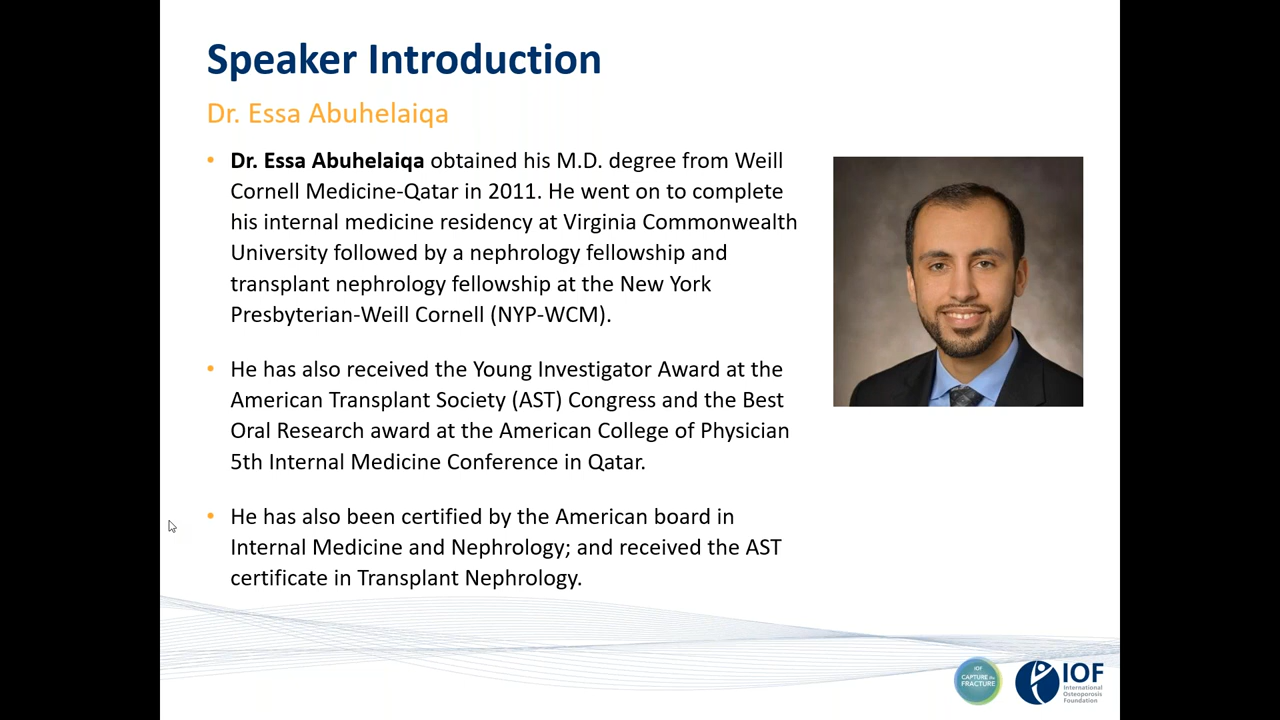 Speaker Introduction
Dr. Essa Abuhelaiqa
• Dr. Essa Abuhelaiqa obtained his M.D. degree from Weill
Cornell Medicine-Qatar in 2011. He went on to complete
his internal medicine residency at Virginia Commonwealth
University followed by a nephrology fellowship and
transplant nephrology fellowship at the New York
Presbyterian-Weill Cornell (NYP-WCM).
• He has also received the Young Investigator Award at the
American Transplant Society (AST) Congress and the Best
Oral Research award at the American College of Physician
5th Internal Medicine Conference in Qatar.
• He has also been certified by the American board in
Internal Medicine and Nephrology; and received the AST
certificate in Transplant Nephrology.
IOF
CAPTURE the
FRACTURE
IOF
International
Osteoporosis
Foundation